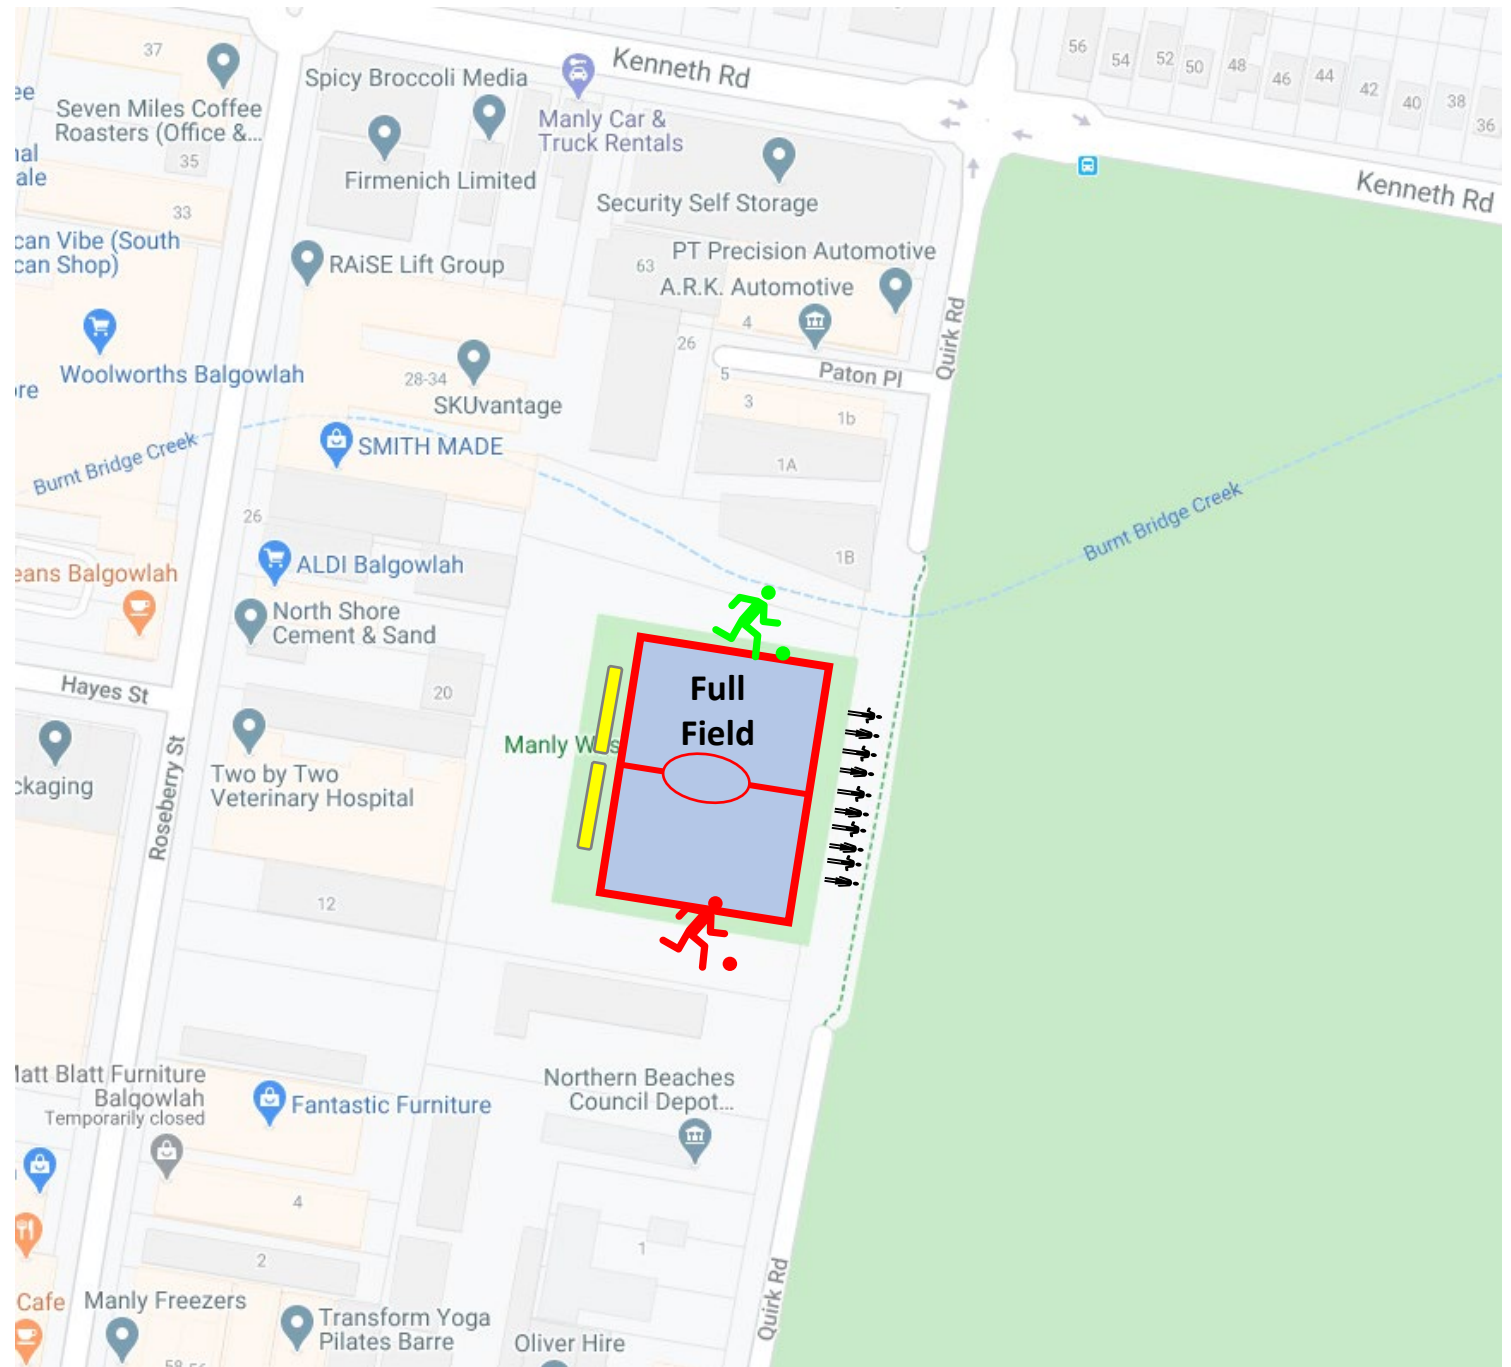 37
Seven Miles Coffee
Roasters (Office &...
35
33
Spicy Broccoli Media
Firmenich Limited
Manly Car &
Truck Rentals
Kenneth Rd
Security Self Storage
56
54
52
50
48
46
44
42
40
38
36
Kenneth Rd
ee
ale
can Vibe (South
can Shop)
RAiSE Lift Group
63
PT Precision Automotive
A.R.K. Automotive
4
26
Quirk Rd
Woolworths Balgowlah
28-34
SKUvantage
5
Paton Pl
3
1b
SMITH MADE
1A
Burnt Bridge Creek
Burnt Bridge Creek
26
1B
ALDI Balgowlah
eans Balgowlah
North Shore
Cement & Sand
Hayes St
20
Full
Field
Manly W
Two by Two
Veterinary Hospital
ckaging
Roseberry St
12
Matt Blatt Furniture
Balgowlah
Temporarily closed
Fantastic Furniture
Northern Beaches
Council Depot...
4
2
1
Quirk Rd
Cafe
Manly Freezers
Transform Yoga
Pilates Barre
Oliver Hire